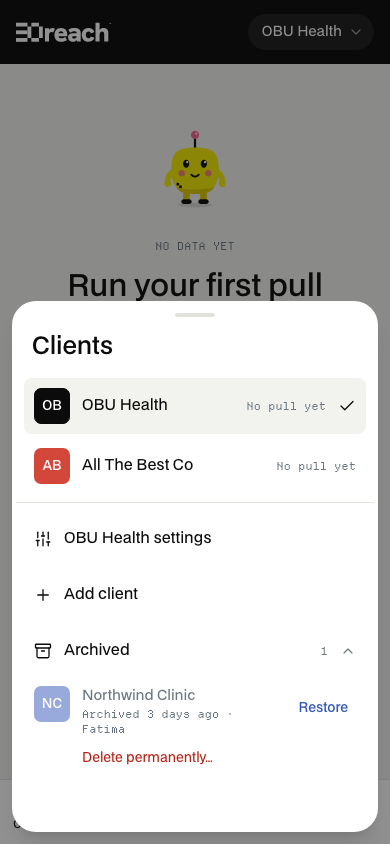 reach
OBU Health
NO DATA YET
Run your first pull
Clients
OB OBU Health No pull yet
AB All The Best Co No pull yet
OBU Health settings
Add client
Archived 1
NC Northwind Clinic
Archived 3 days ago ·
Fatima
Restore
Delete permanently…